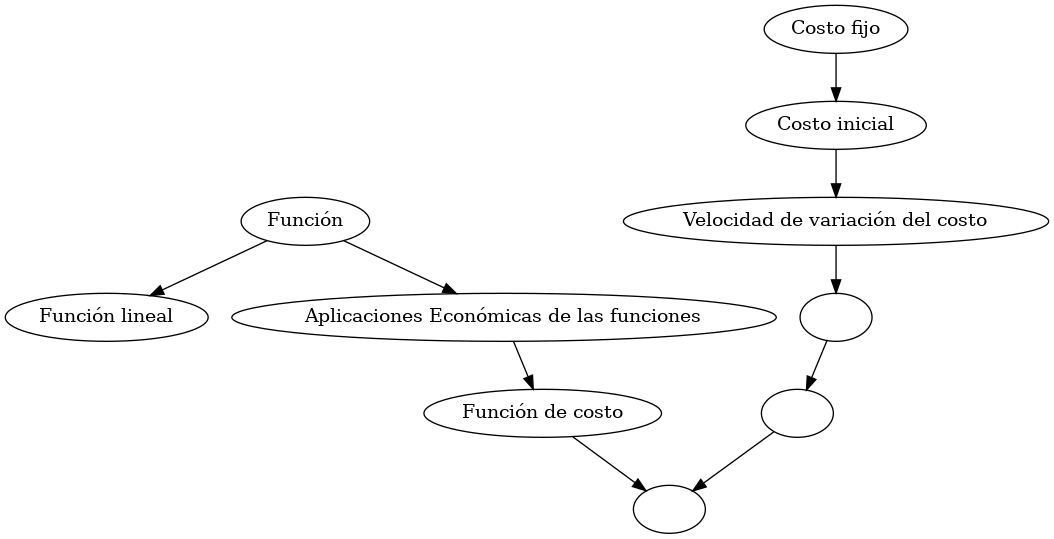 Costo fijo
Costo inicial
Función
Velocidad de variación del costo
Función lineal
Aplicaciones Económicas de las funciones
Función de costo